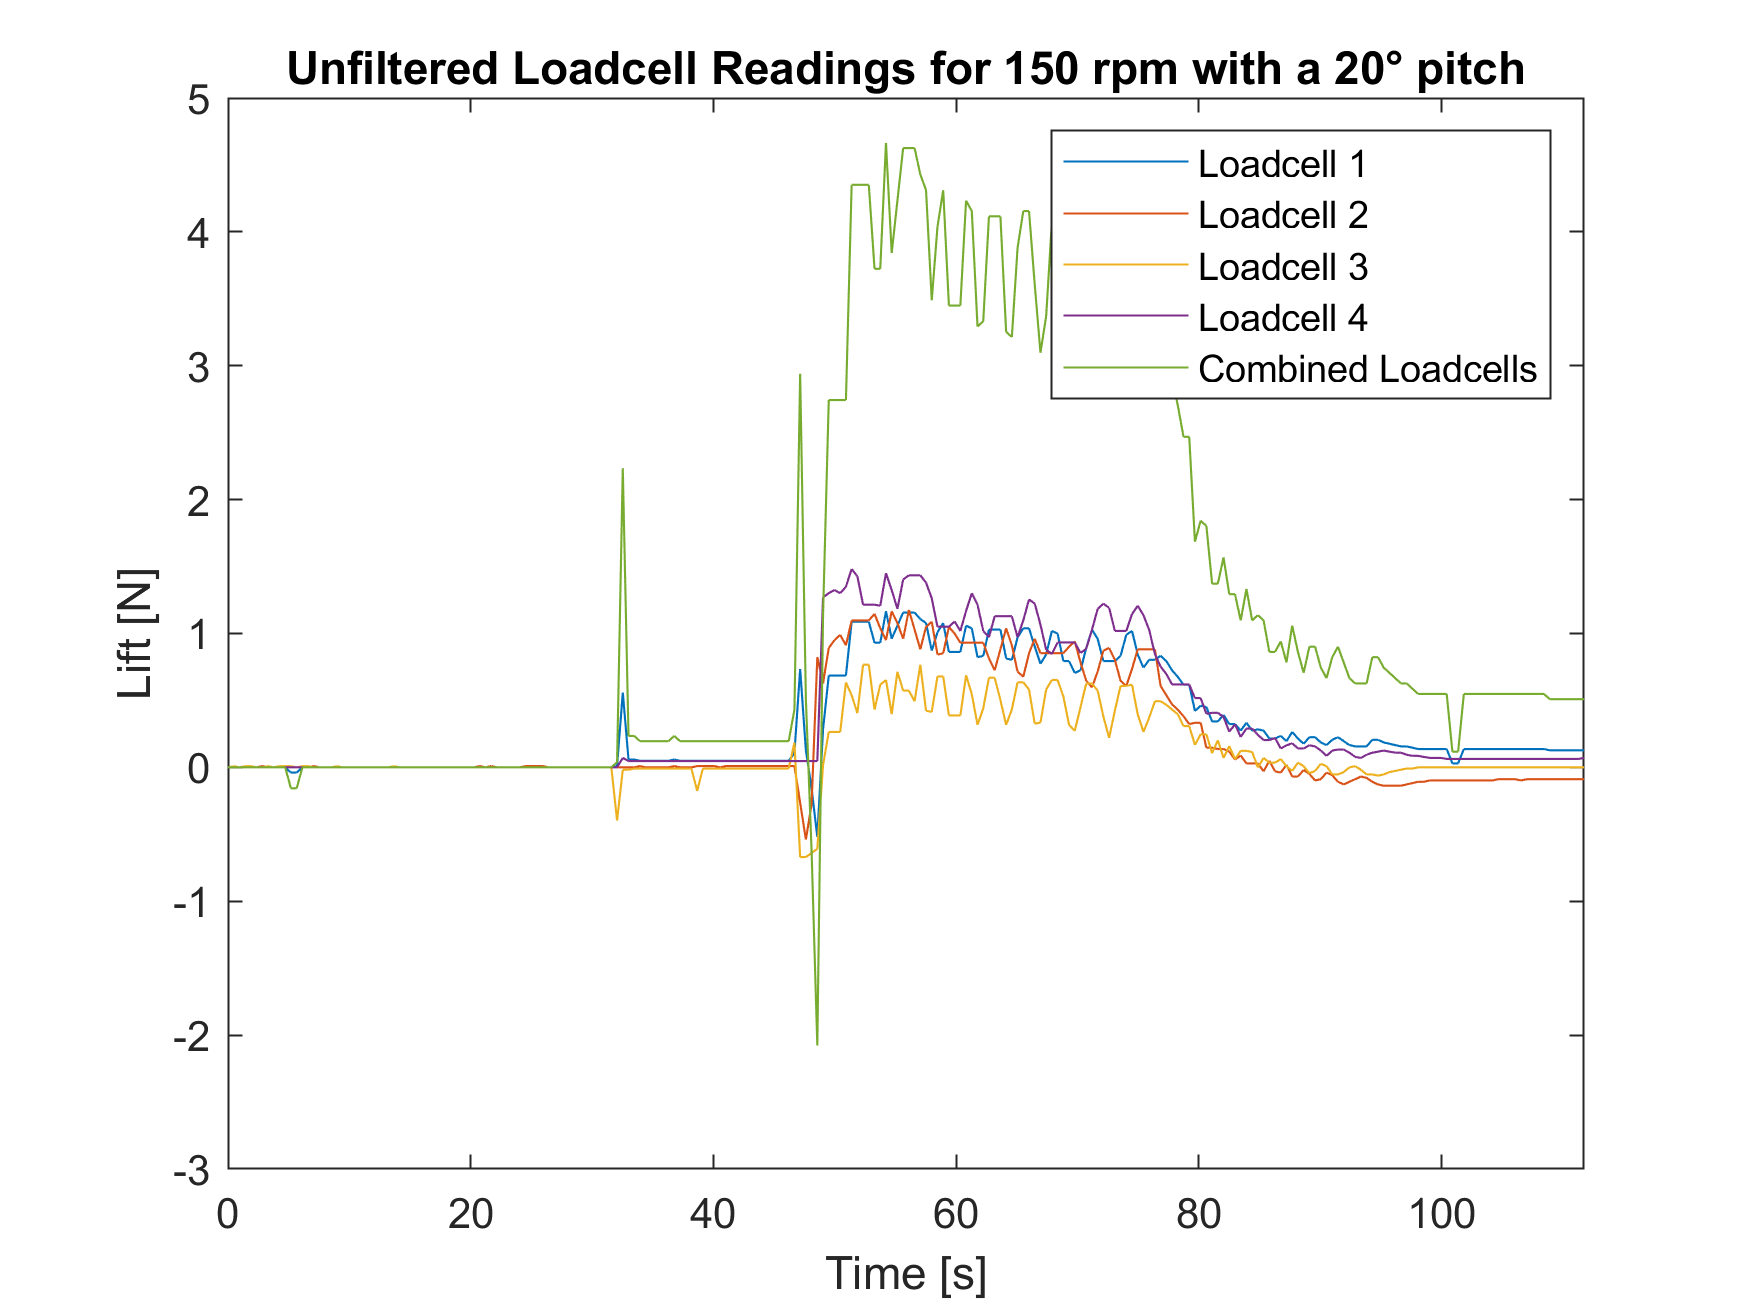 Unfiltered Loadcell Readings for 150 rpm with a 20° pitch
5
4
3
2
1
0
-1
-2
-3
Lift [N]
Loadcell 1
Loadcell 2
Loadcell 3
Loadcell 4
Combined Loadcells
0 20 40 60 80 100
Time [s]